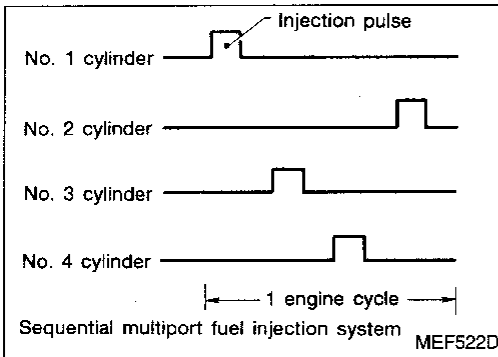 Injection pulse
No. 1 cylinder
No. 2 cylinder
No. 3 cylinder
No. 4 cylinder
1 engine cycle
Sequential multiport fuel injection system
MEF522D